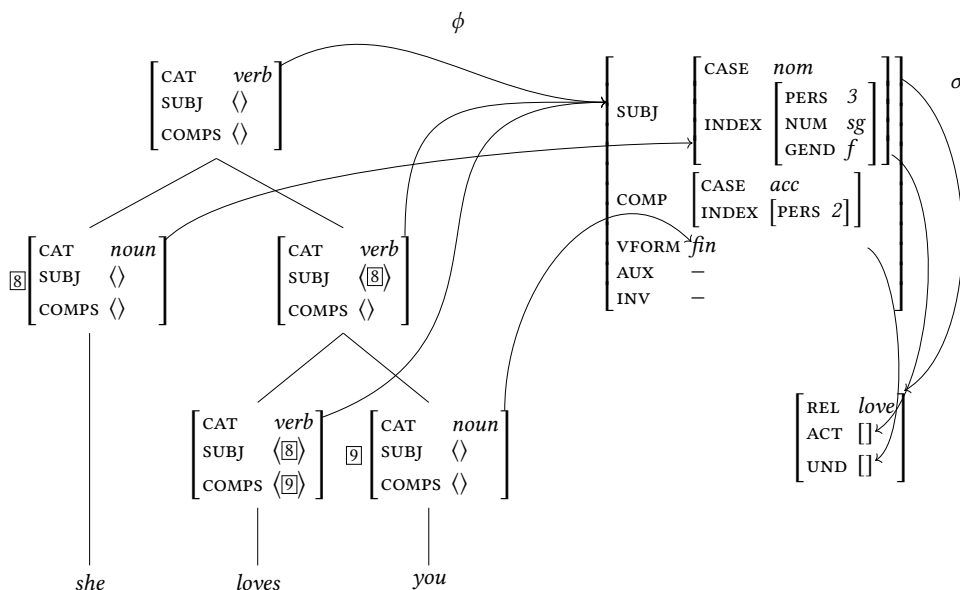 ϕ
σ
CAT verb
SUBJ ⟨⟩
COMPS ⟨⟩
SUBJ
CASE nom
INDEX
PERS 3
NUM sg
GEND f
COMP
CASE acc
INDEX [PERS 2]
VFORM fin
AUX −
INV −
8
CAT noun
SUBJ ⟨⟩
COMPS ⟨⟩
CAT verb
SUBJ ⟨8⟩
COMPS ⟨⟩
CAT verb
SUBJ ⟨8⟩
COMPS ⟨9⟩
9
CAT noun
SUBJ ⟨⟩
COMPS ⟨⟩
REL love
ACT []
UND []
she loves you